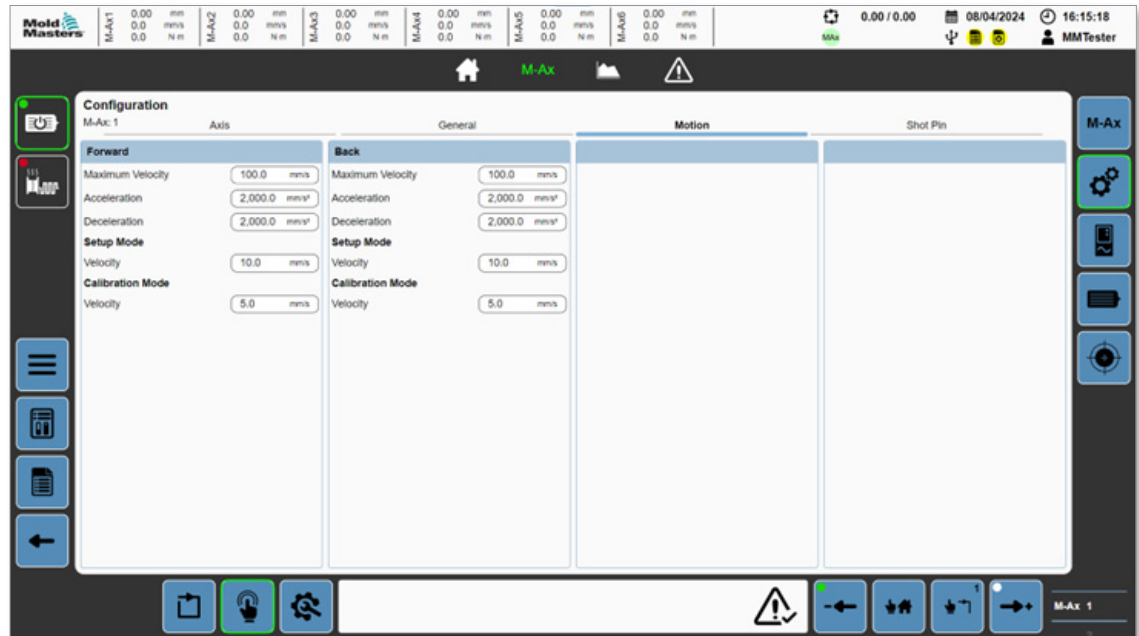 Mold
Masters
M-Ax1 0.00 mm
0.0 mm/s
0.0 N m
M-Ax2 0.00 mm
0.0 mm/s
0.0 N m
M-Ax3 0.00 mm
0.0 mm/s
0.0 N m
M-Ax4 0.00 mm
0.0 mm/s
0.0 N m
M-Ax5 0.00 mm
0.0 mm/s
0.0 N m
M-Ax6 0.00 mm
0.0 mm/s
0.0 N m
MAx
0.00 / 0.00
08/04/2024
16:15:18
MMTester
M-Ax
Configuration
M-Ax: 1
Axis General Motion Shot Pin
M-Ax
Forward
Maximum Velocity 100.0 mm/s
Acceleration 2,000.0 mm/s²
Deceleration 2,000.0 mm/s²
Setup Mode
Velocity 10.0 mm/s
Calibration Mode
Velocity 5.0 mm/s
Back
Maximum Velocity 100.0 mm/s
Acceleration 2,000.0 mm/s²
Deceleration 2,000.0 mm/s²
Setup Mode
Velocity 10.0 mm/s
Calibration Mode
Velocity 5.0 mm/s
1
M-Ax 1